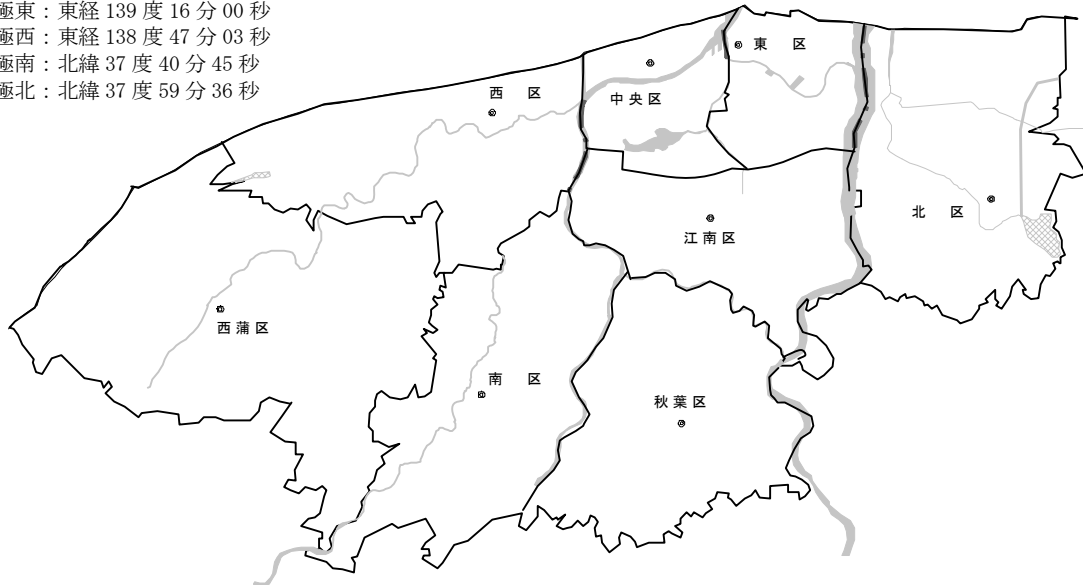 極東：東経 139 度 16 分 00 秒
極西：東経 138 度 47 分 03 秒
極南：北緯 37 度 40 分 45 秒
極北：北緯 37 度 59 分 36 秒
東 区
西 区
中央区
北 区
江南区
西蒲区
南 区
秋葉区